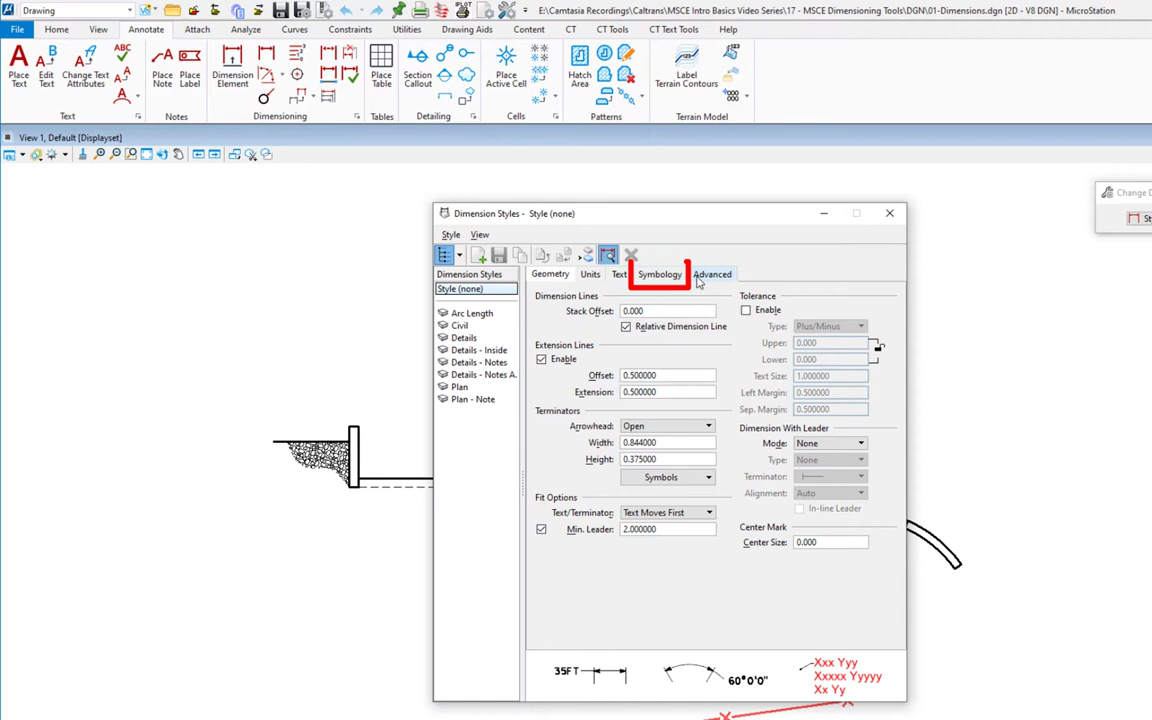 Drawing
E:\Camtasia Recordings\Caltrans\MSCE Intro Basics Video Series\17 - MSCE Dimensioning Tools\DGN\01-Dimensions.dgn [2D - V8 DGN] - MicroStation
File Home View Annotate Attach Analyze Curves Constraints Utilities Drawing Aids Content CT CT Tools CT Text Tools Help
Place Text
Edit Text
Change Text Attributes
Place Note
Place Label
Dimension Element
Place Table
Section Callout
Place Active Cell
Hatch Area
Label Terrain Contours
Text Notes Dimensioning Tables Detailing Cells Patterns Terrain Model
View 1, Default [Displayset]
Change D
St
Dimension Styles - Style (none)
Style View
Dimension Styles
Style (none)
Arc Length
Civil
Details
Details - Inside
Details - Notes
Details - Notes A.
Plan
Plan - Note
Geometry Units Text Symbology Advanced
Dimension Lines
Stack Offset: 0.000
Relative Dimension Line
Extension Lines
Enable
Offset: 0.500000
Extension: 0.500000
Terminators
Arrowhead: Open
Width: 0.844000
Height: 0.375000
Symbols
Fit Options
Text/Terminator: Text Moves First
Min. Leader: 2.000000
Tolerance
Enable
Type: Plus/Minus
Upper: 0.000
Lower: 0.000
Text Size: 1.000000
Left Margin: 0.500000
Sep. Margin: 0.500000
Dimension With Leader
Mode: None
Type: None
Terminator:
Alignment: Auto
In-line Leader
Center Mark
Center Size: 0.000
35FT
60°0'0"
Xxx Yyy
Xxxxx Yyyyy
Xx Yy